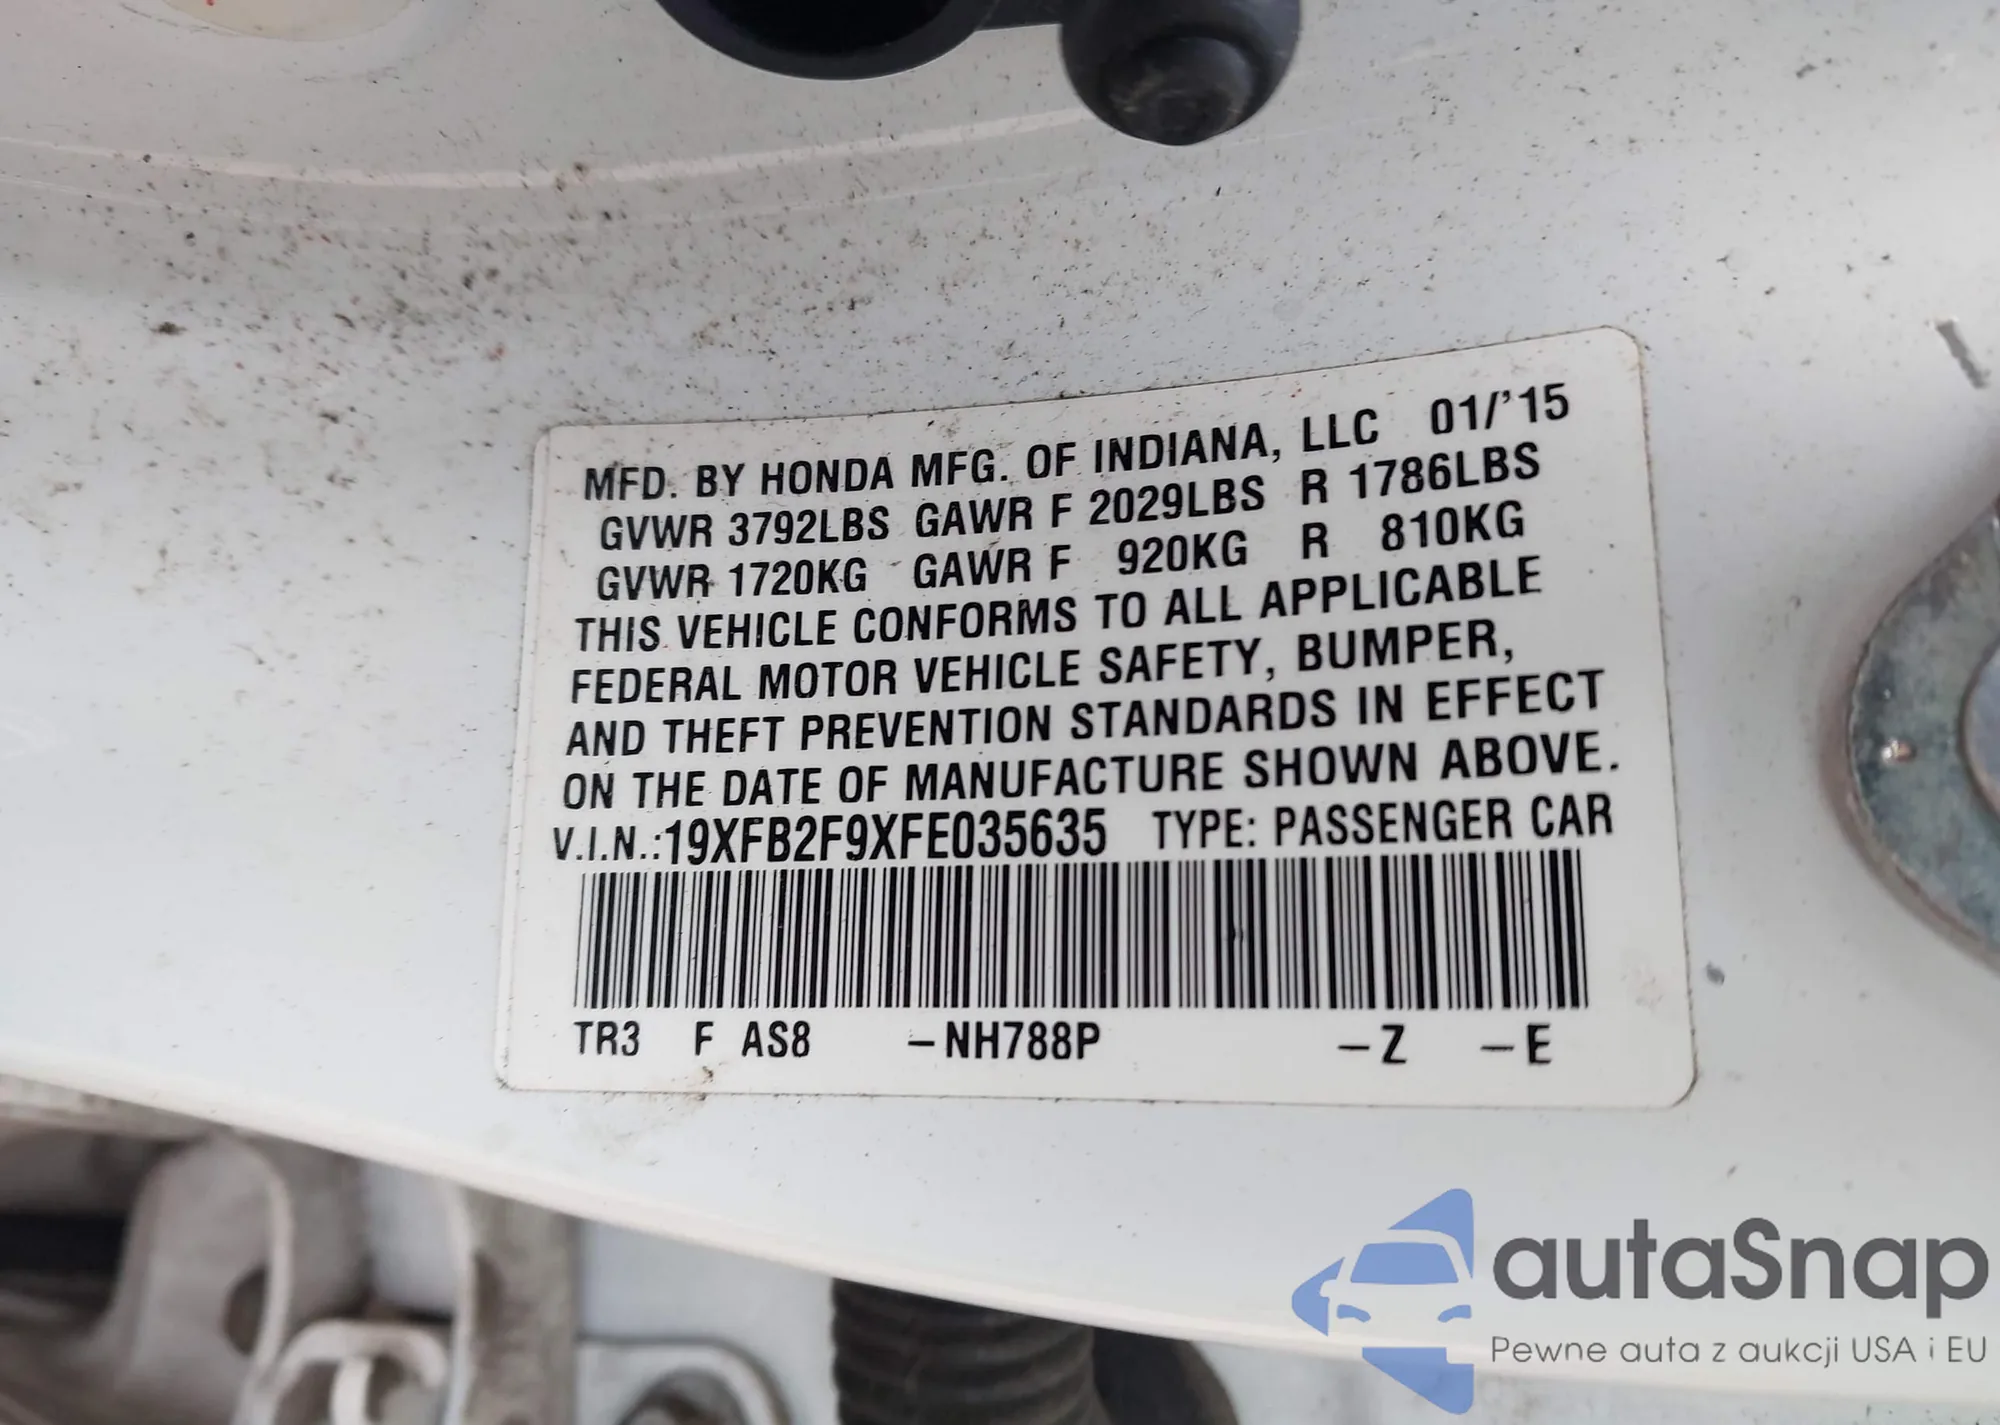 MFD. BY HONDA MFG. OF INDIANA, LLC 01/'15
GVWR 3792LBS GAWR F 2029LBS R 1786LBS
GVWR 1720KG GAWR F 920KG R 810KG
THIS VEHICLE CONFORMS TO ALL APPLICABLE
FEDERAL MOTOR VEHICLE SAFETY, BUMPER,
AND THEFT PREVENTION STANDARDS IN EFFECT
ON THE DATE OF MANUFACTURE SHOWN ABOVE.
V.I.N.:19XFB2F9XFE035635 TYPE: PASSENGER CAR
TR3 F AS8 –NH788P –Z –E
autaSnap
Pewne auta z aukcji USA i EU